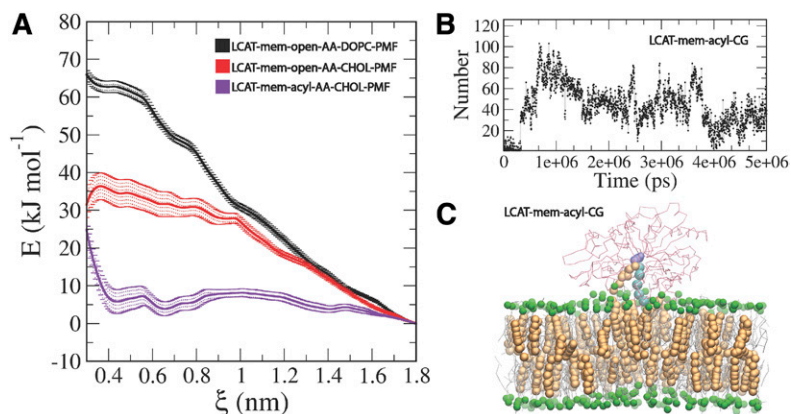 A
E (kJ mol⁻¹)
80
70
60
50
40
30
20
10
0
-10
LCAT-mem-open-AA-DOPC-PMF
LCAT-mem-open-AA-CHOL-PMF
LCAT-mem-acyl-AA-CHOL-PMF
0.4 0.6 0.8 1 1.2 1.4 1.6 1.8
ξ (nm)
B
Number
120
100
80
60
40
20
LCAT-mem-acyl-CG
0 1e+06 2e+06 3e+06 4e+06 5e+06
Time (ps)
C
LCAT-mem-acyl-CG